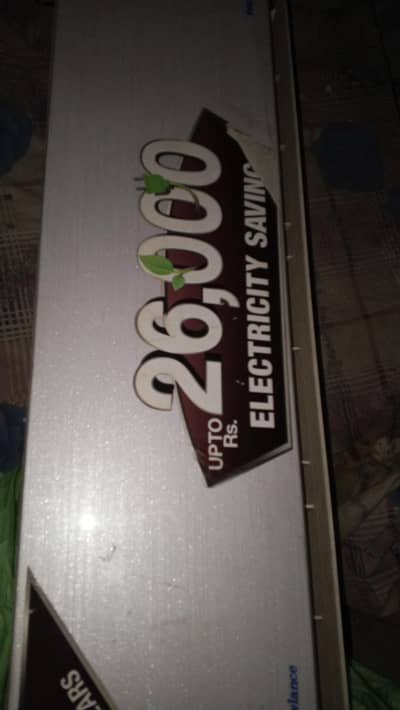 UPTO
Rs.
26,000
ELECTRICITY SAVING